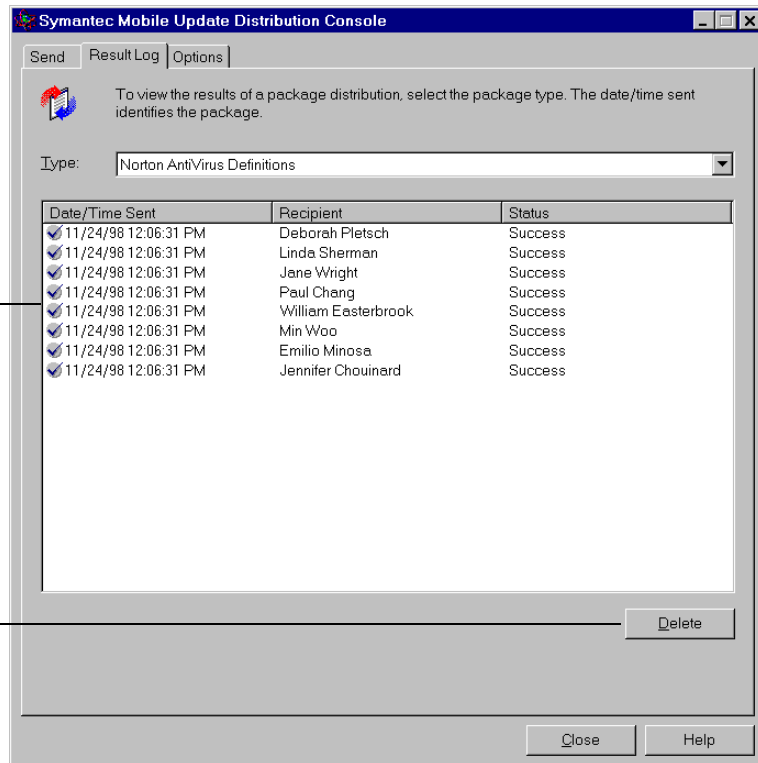 Symantec Mobile Update Distribution Console
Send Result Log Options
To view the results of a package distribution, select the package type. The date/time sent
identifies the package.
Type: Norton AntiVirus Definitions
Date/Time Sent Recipient Status
11/24/98 12:06:31 PM Deborah Pletsch Success
11/24/98 12:06:31 PM Linda Sherman Success
11/24/98 12:06:31 PM Jane Wright Success
11/24/98 12:06:31 PM Paul Chang Success
11/24/98 12:06:31 PM William Easterbrook Success
11/24/98 12:06:31 PM Min Woo Success
11/24/98 12:06:31 PM Emilio Minosa Success
11/24/98 12:06:31 PM Jennifer Chouinard Success
Delete
Close Help